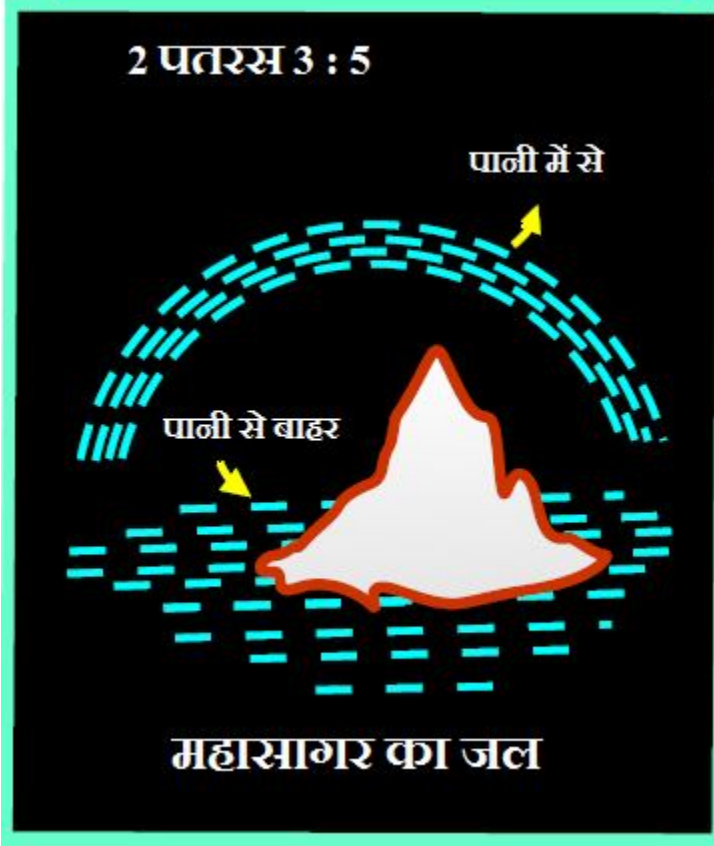 2 पतरस 3 : 5
पानी में से
पानी से बाहर
महासागर का जल